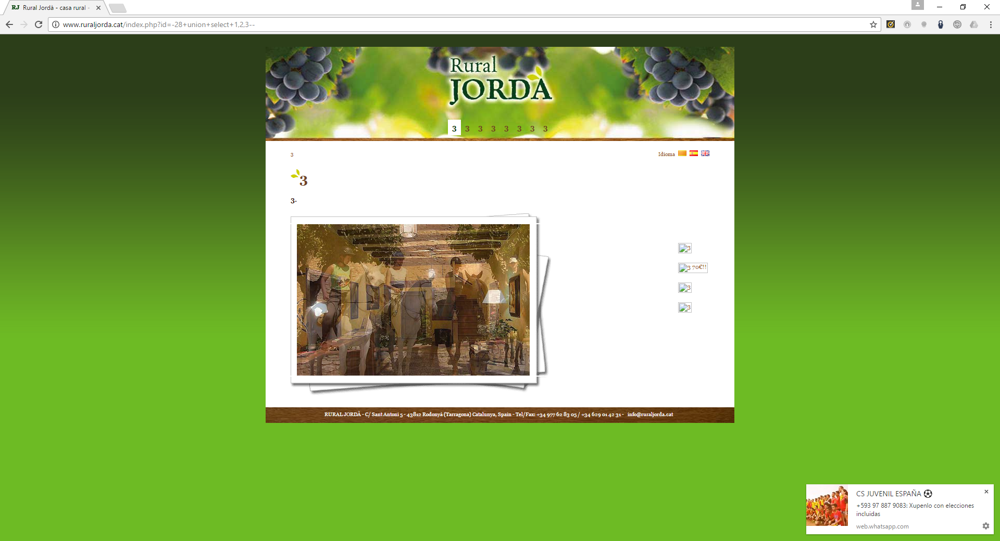 RJ Rural Jordà - casa rural -
www.ruraljorda.cat/index.php?id=-28+union+select+1,2,3--
Rural
JORDÀ
3 3 3 3 3 3 3 3
3
Idioma
3
3·
3
3 70€!!
3
3
RURAL JORDÀ - C/ Sant Antoni 5 - 43812 Rodonyà (Tarragona) Catalunya, Spain - Tel/Fax: +34 977 62 83 05 / +34 629 01 42 31 - info@ruraljorda.cat
CS JUVENIL ESPAÑA ⚽
+593 97 887 9083: Xupenlo con elecciones
incluidas
web.whatsapp.com